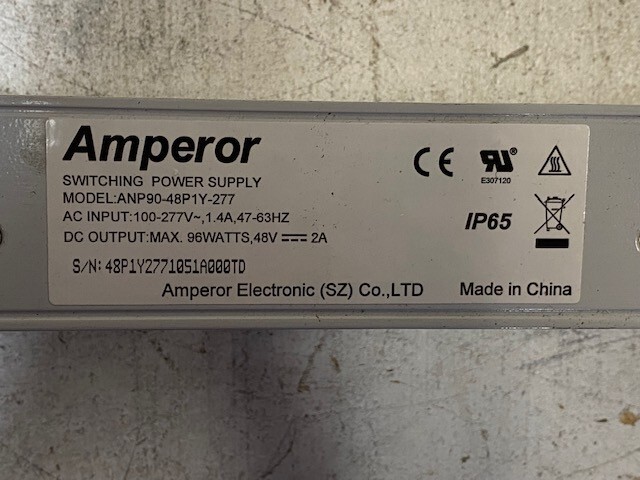 Amperor
SWITCHING POWER SUPPLY
MODEL:ANP90-48P1Y-277
AC INPUT:100-277V~,1.4A,47-63HZ
DC OUTPUT:MAX. 96WATTS,48V ⎓ 2A
S/N: 48P1Y2771051A000TD
Amperor Electronic (SZ) Co.,LTD
CE
RU®
E307120
IP65
Made in China